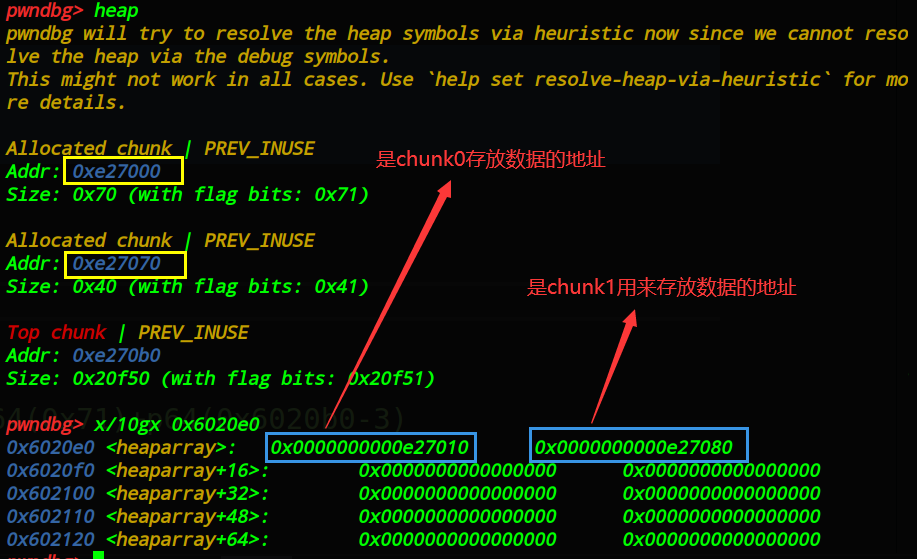 pwndbg> heap
pwndbg will try to resolve the heap symbols via heuristic now since we cannot reso
lve the heap via the debug symbols.
This might not work in all cases. Use `help set resolve-heap-via-heuristic` for mo
re details.
Allocated chunk | PREV_INUSE
是chunk0存放数据的地址
Addr: 0xe27000
Size: 0x70 (with flag bits: 0x71)
Allocated chunk | PREV_INUSE
Addr: 0xe27070
Size: 0x40 (with flag bits: 0x41)
是chunk1用来存放数据的地址
Top chunk | PREV_INUSE
Addr: 0xe270b0
Size: 0x20f50 (with flag bits: 0x20f51)
pwndbg> x/10gx 0x6020e0
0x6020e0 <heaparray>: 0x0000000000e27010 0x0000000000e27080
0x6020f0 <heaparray+16>: 0x0000000000000000 0x0000000000000000
0x602100 <heaparray+32>: 0x0000000000000000 0x0000000000000000
0x602110 <heaparray+48>: 0x0000000000000000 0x0000000000000000
0x602120 <heaparray+64>: 0x0000000000000000 0x0000000000000000